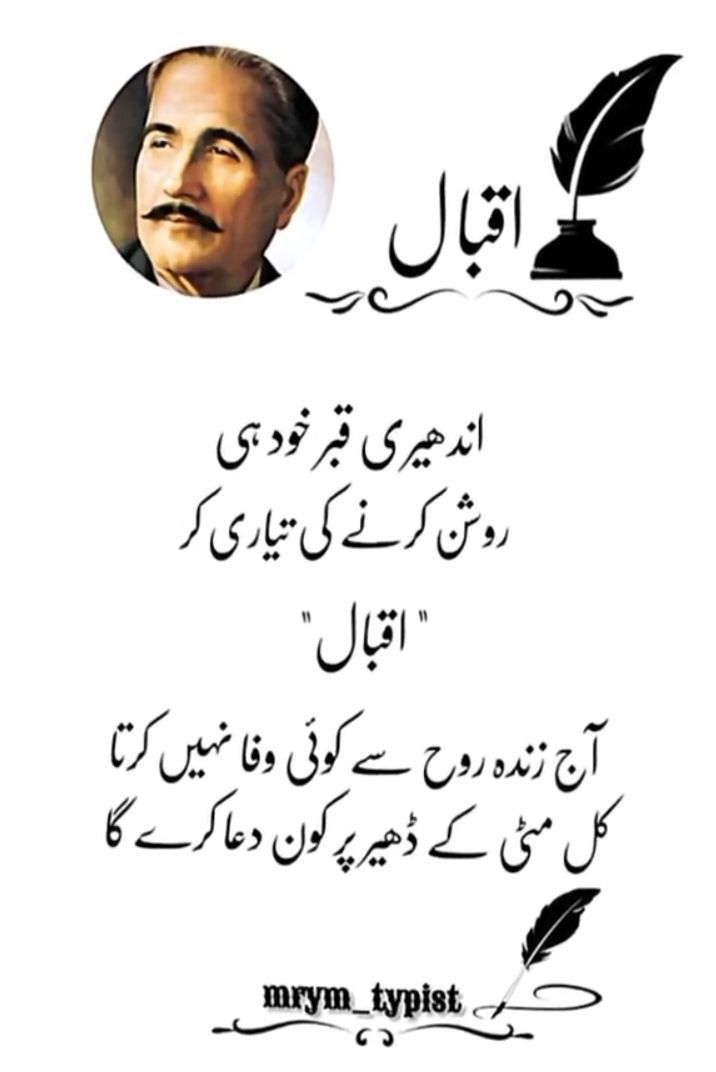 اقبال
اندھیری قبر خود ہی
روشن کرنے کی تیاری کر
" اقبال "
آج زندہ روح سے کوئی وفا نہیں کرتا
کل مٹی کے ڈھیر پر کون دعا کرے گا
mrym_typist